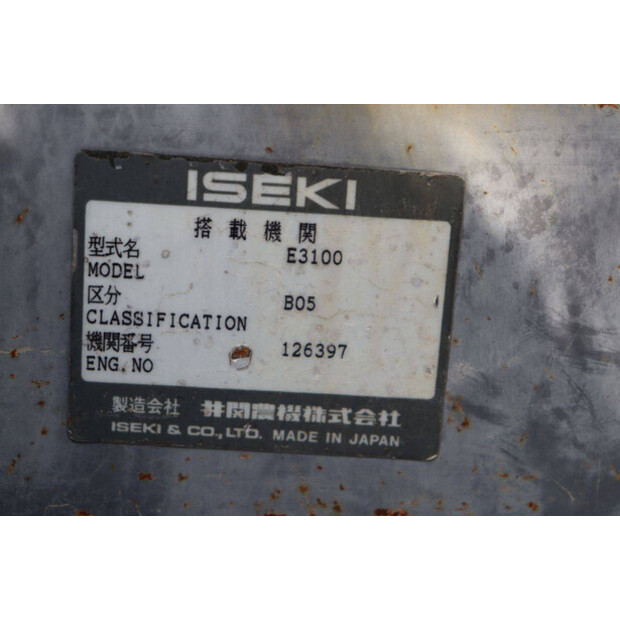 ISEKI
搭載機関
型式名 E3100
MODEL
区分 B05
CLASSIFICATION
機関番号 126397
ENG.NO
製造会社 井関農機株式会社
ISEKI & CO.,LTD. MADE IN JAPAN